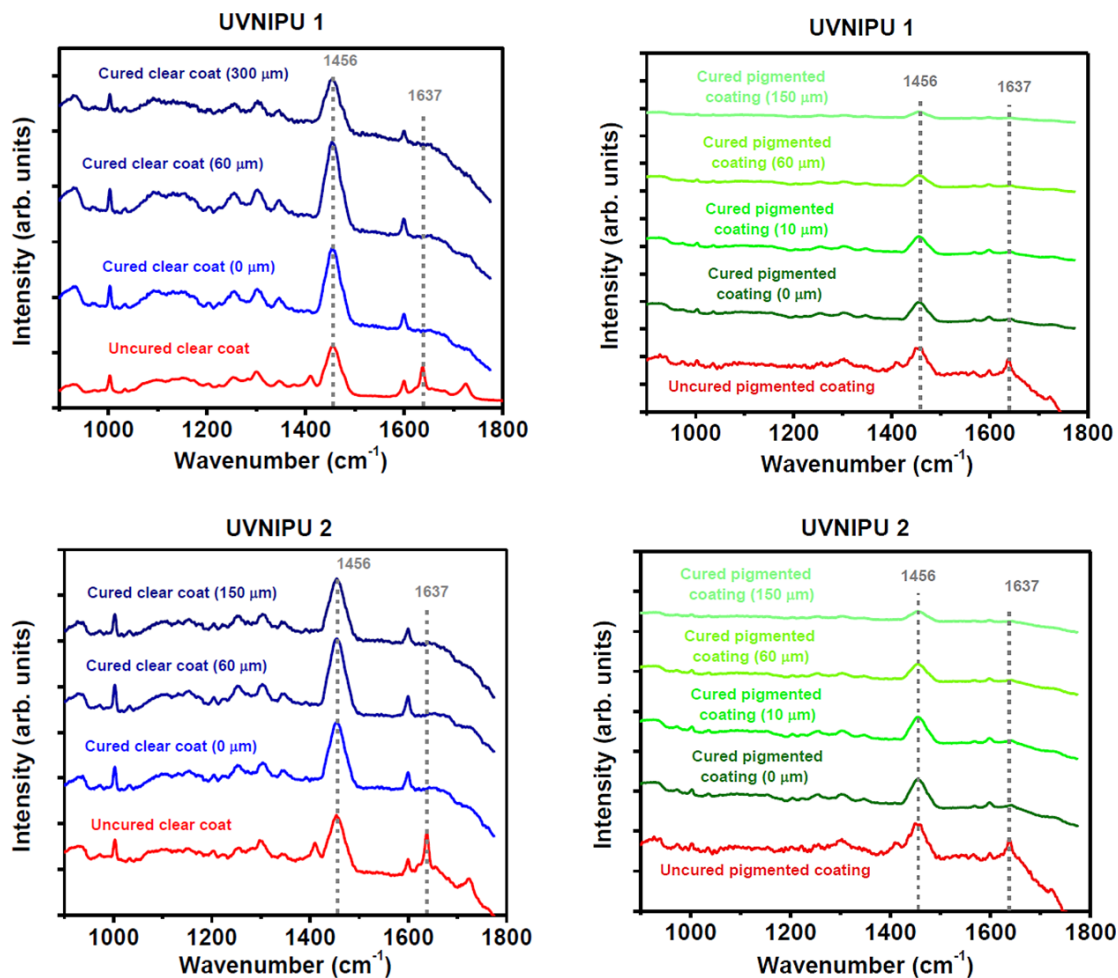 UVNIPU 1
1456
1637
Cured clear coat (300 μm)
Cured clear coat (60 μm)
Cured clear coat (0 μm)
Uncured clear coat
Intensity (arb. units)
1000 1200 1400 1600 1800
Wavenumber (cm⁻¹)
UVNIPU 1
1456
1637
Cured pigmented
coating (150 μm)
Cured pigmented
coating (60 μm)
Cured pigmented
coating (10 μm)
Cured pigmented
coating (0 μm)
Uncured pigmented coating
Intensity (arb. units)
1000 1200 1400 1600 1800
Wavenumber (cm⁻¹)
UVNIPU 2
1456
1637
Cured clear coat (150 μm)
Cured clear coat (60 μm)
Cured clear coat (0 μm)
Uncured clear coat
Intensity (arb. units)
1000 1200 1400 1600 1800
Wavenumber (cm⁻¹)
UVNIPU 2
1456
1637
Cured pigmented
coating (150 μm)
Cured pigmented
coating (60 μm)
Cured pigmented
coating (10 μm)
Cured pigmented
coating (0 μm)
Uncured pigmented coating
Intensity (arb. units)
1000 1200 1400 1600 1800
Wavenumber (cm⁻¹)